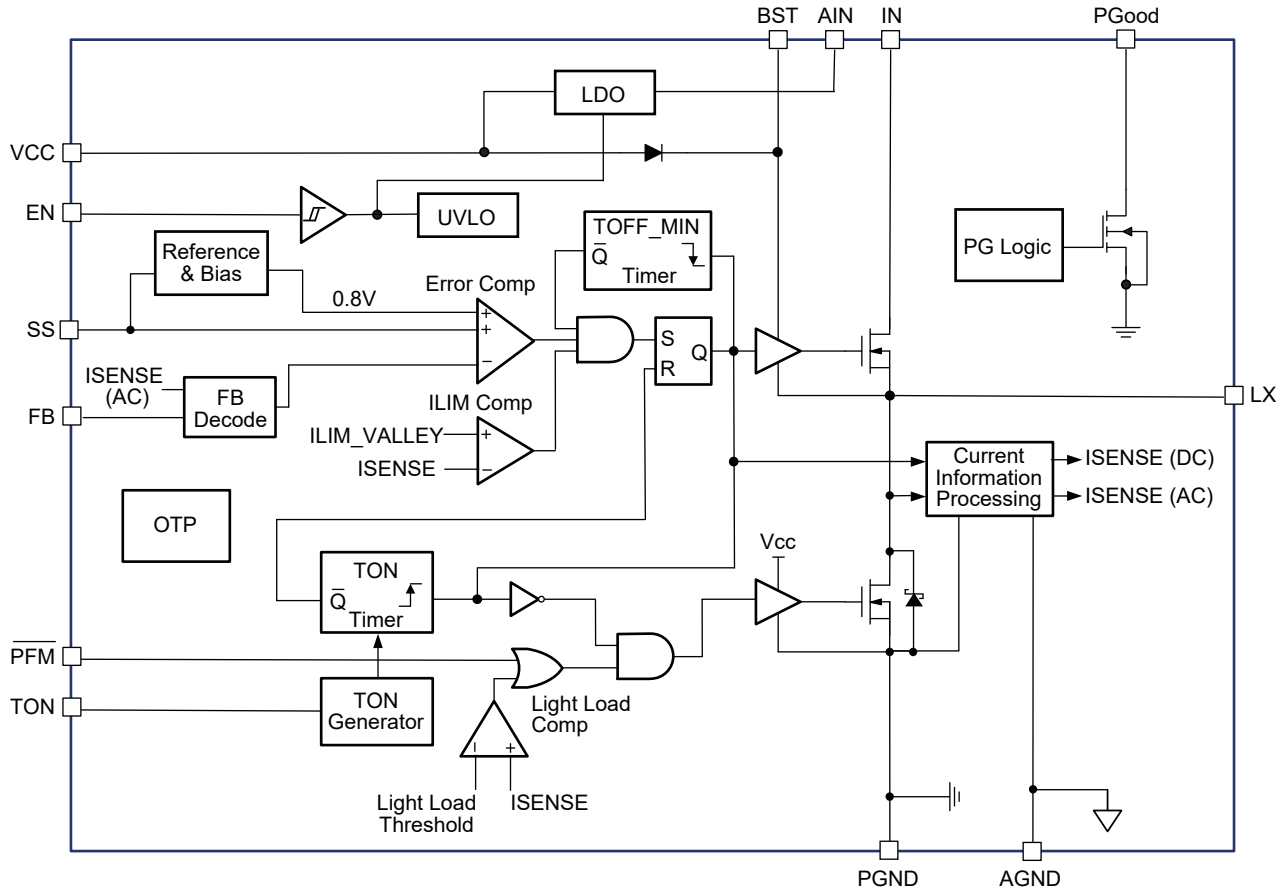 BST
AIN
IN
PGood
LDO
VCC
EN
UVLO
TOFF_MIN
Q̅
Timer
PG Logic
Reference
& Bias
Error Comp
0.8V
+
+
−
SS
S
R
Q
ISENSE
(AC)
FB
Decode
FB
LX
ILIM Comp
ILIM_VALLEY
+
ISENSE
−
Current
Information
Processing
ISENSE (DC)
ISENSE (AC)
OTP
Vcc
TON
Q̅
Timer
P̅F̅M̅
TON
TON
Generator
Light Load
Comp
−
+
Light Load
Threshold
ISENSE
PGND
AGND